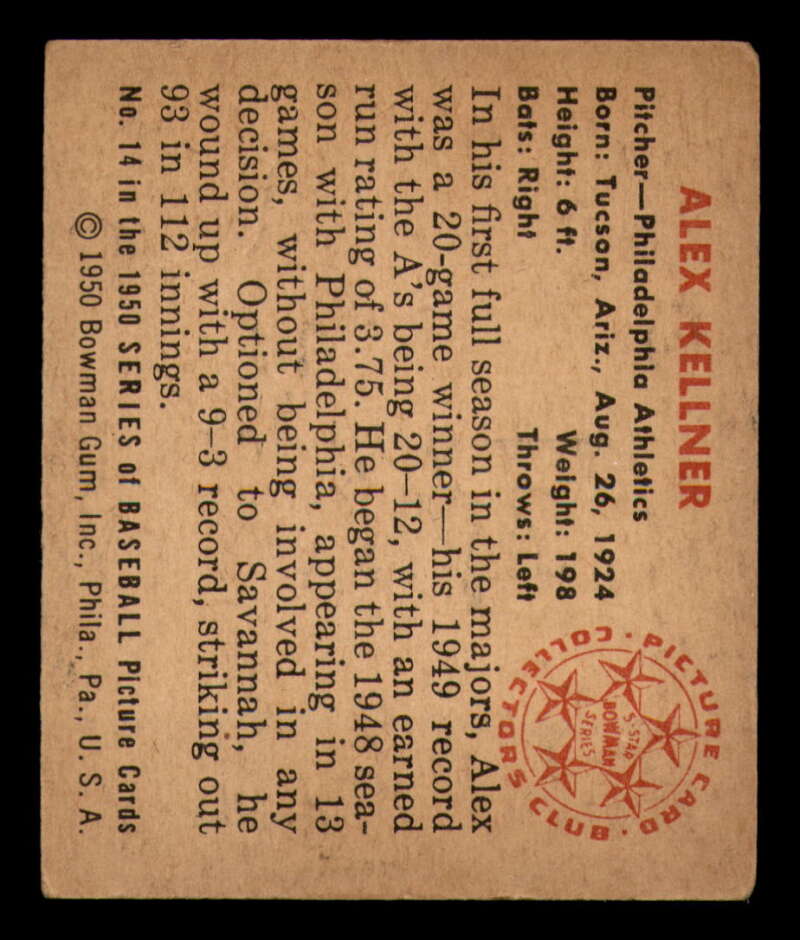 ALEX KELLNER
Pitcher—Philadelphia Athletics
Born: Tucson, Ariz., Aug. 26, 1924
Height: 6 ft. Weight: 198
Bats: Right Throws: Left
In his first full season in the majors, Alex
was a 20-game winner—his 1949 record
with the A's being 20–12, with an earned
run rating of 3.75. He began the 1948 sea-
son with Philadelphia, appearing in 13
games, without being involved in any
decision. Optioned to Savannah, he
wound up with a 9–3 record, striking out
93 in 112 innings.
No. 14 in the 1950 SERIES of BASEBALL Picture Cards
© 1950 Bowman Gum, Inc., Phila., Pa., U. S. A.
PICTURE CARD COLLECTORS CLUB
5-STAR
BOWMAN
SERIES